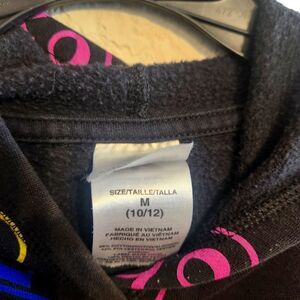 SIZE/TAILLE/TALLA
M
(10/12)
MADE IN VIETNAM
FABRIQUÉ AU VIETNAM
HECHO EN VIETNAM